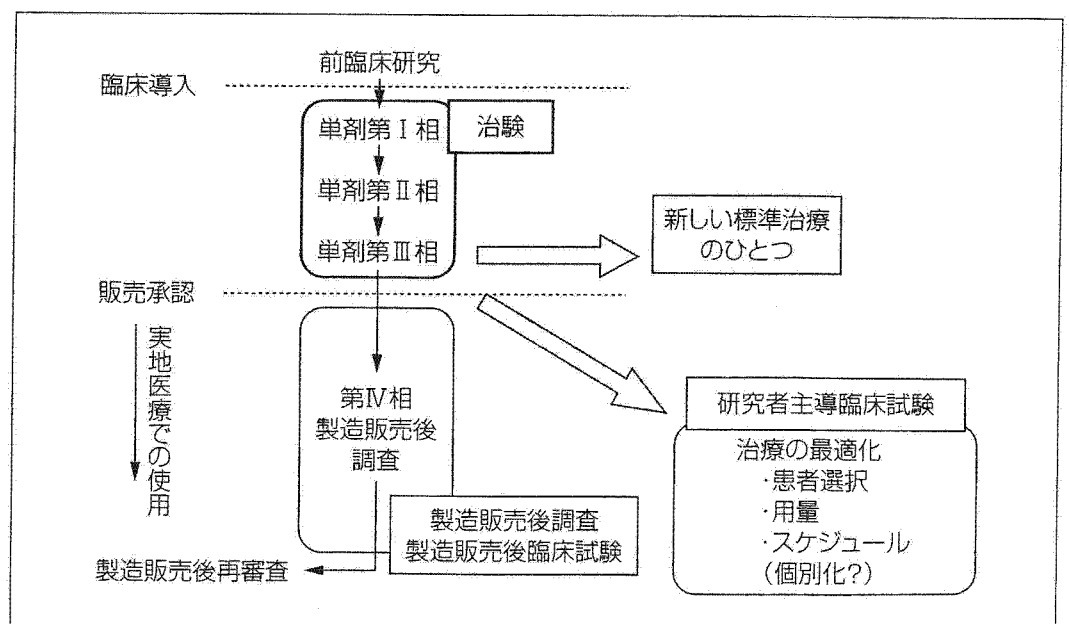 前臨床研究
臨床導入
単剤第Ⅰ相
治験
単剤第Ⅱ相
単剤第Ⅲ相
新しい標準治療
のひとつ
販売承認
実地医療での使用
第Ⅳ相
製造販売後
調査
製造販売後調査
製造販売後臨床試験
製造販売後再審査
研究者主導臨床試験
治療の最適化
・患者選択
・用量
・スケジュール
(個別化?)